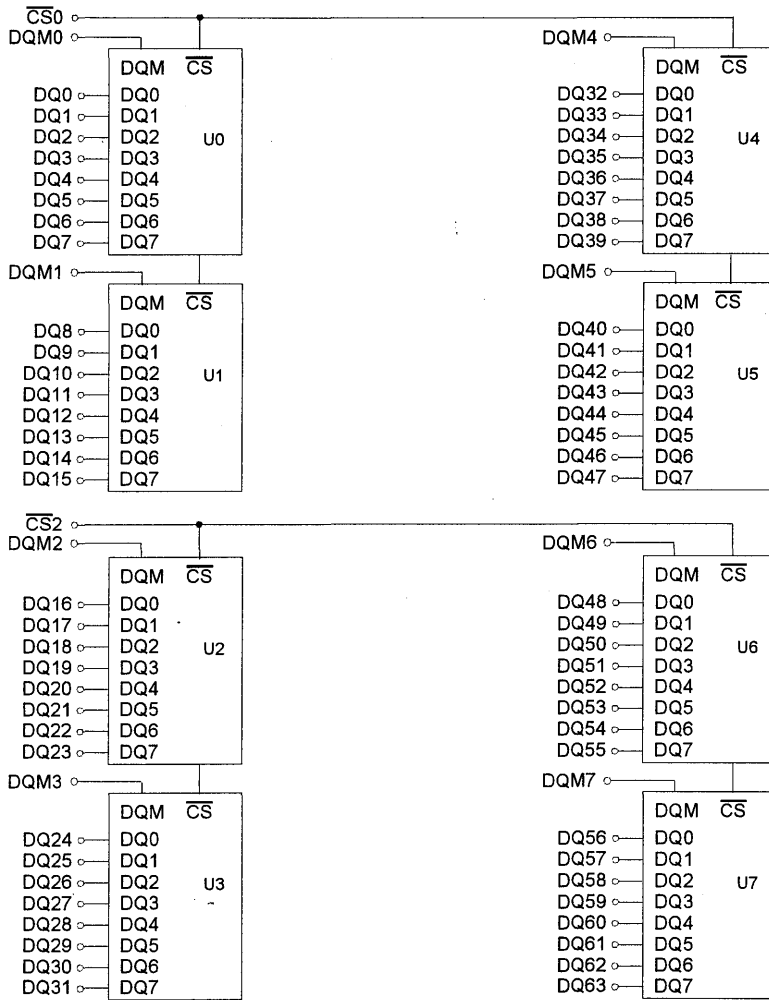 CS0
DQM0
DQM CS
DQ0 DQ0
DQ1 DQ1
DQ2 DQ2 U0
DQ3 DQ3
DQ4 DQ4
DQ5 DQ5
DQ6 DQ6
DQ7 DQ7
DQM1
DQM CS
DQ8 DQ0
DQ9 DQ1
DQ10 DQ2 U1
DQ11 DQ3
DQ12 DQ4
DQ13 DQ5
DQ14 DQ6
DQ15 DQ7
DQM4
DQM CS
DQ32 DQ0
DQ33 DQ1
DQ34 DQ2 U4
DQ35 DQ3
DQ36 DQ4
DQ37 DQ5
DQ38 DQ6
DQ39 DQ7
DQM5
DQM CS
DQ40 DQ0
DQ41 DQ1
DQ42 DQ2 U5
DQ43 DQ3
DQ44 DQ4
DQ45 DQ5
DQ46 DQ6
DQ47 DQ7
CS2
DQM2
DQM CS
DQ16 DQ0
DQ17 DQ1
DQ18 DQ2 U2
DQ19 DQ3
DQ20 DQ4
DQ21 DQ5
DQ22 DQ6
DQ23 DQ7
DQM3
DQM CS
DQ24 DQ0
DQ25 DQ1
DQ26 DQ2 U3
DQ27 DQ3
DQ28 DQ4
DQ29 DQ5
DQ30 DQ6
DQ31 DQ7
DQM6
DQM CS
DQ48 DQ0
DQ49 DQ1
DQ50 DQ2 U6
DQ51 DQ3
DQ52 DQ4
DQ53 DQ5
DQ54 DQ6
DQ55 DQ7
DQM7
DQM CS
DQ56 DQ0
DQ57 DQ1
DQ58 DQ2 U7
DQ59 DQ3
DQ60 DQ4
DQ61 DQ5
DQ62 DQ6
DQ63 DQ7